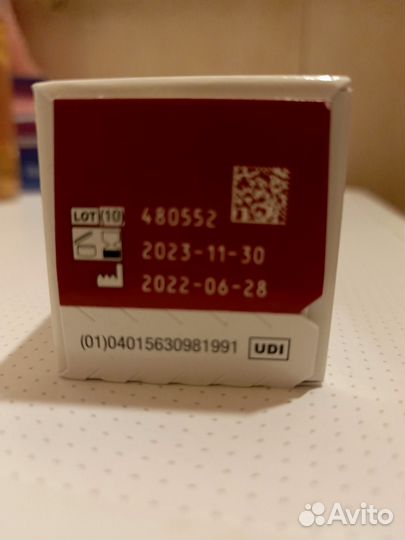 LOT (10) 480552
2023-11-30
2022-06-28
(01)04015630981991 UDI
Avito